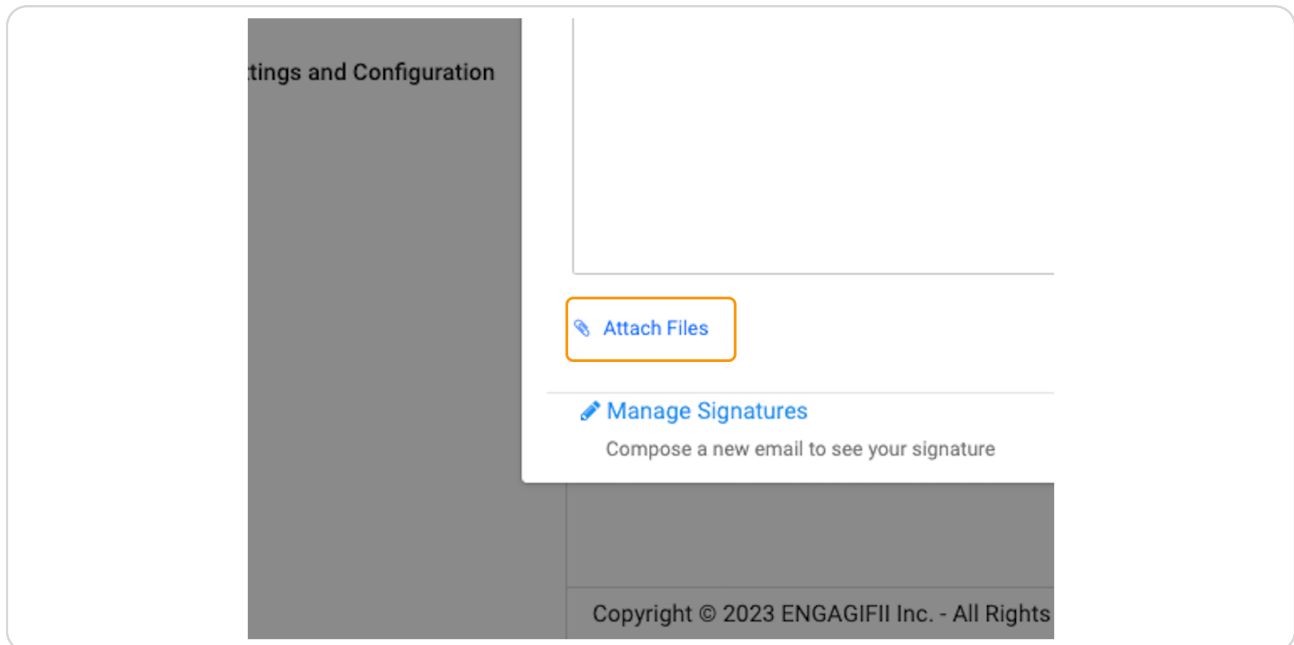 tings and Configuration
Attach Files
Manage Signatures
Compose a new email to see your signature
Copyright © 2023 ENGAGIFII Inc. - All Rights